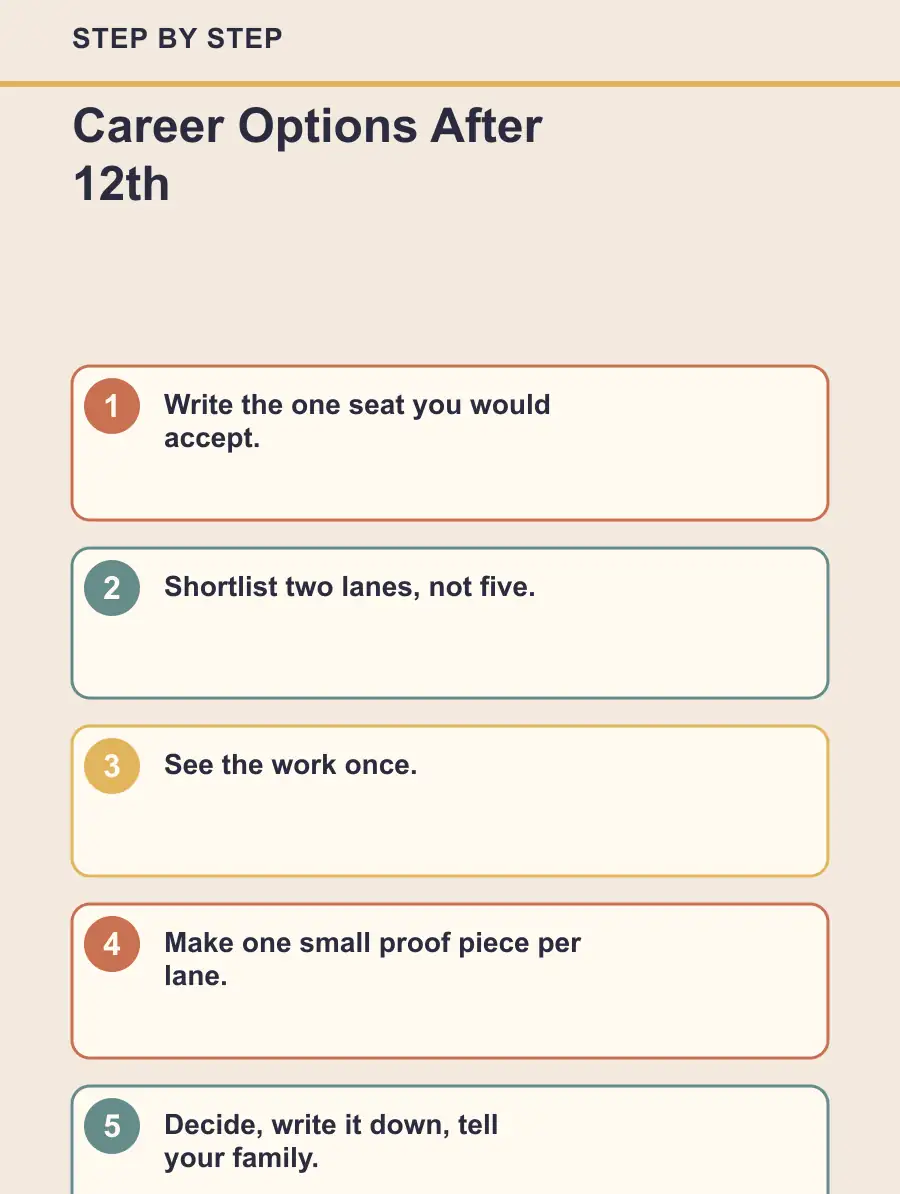 STEP BY STEP
Career Options After
12th
1
Write the one seat you would
accept.
2
Shortlist two lanes, not five.
3
See the work once.
4
Make one small proof piece per
lane.
5
Decide, write it down, tell
your family.